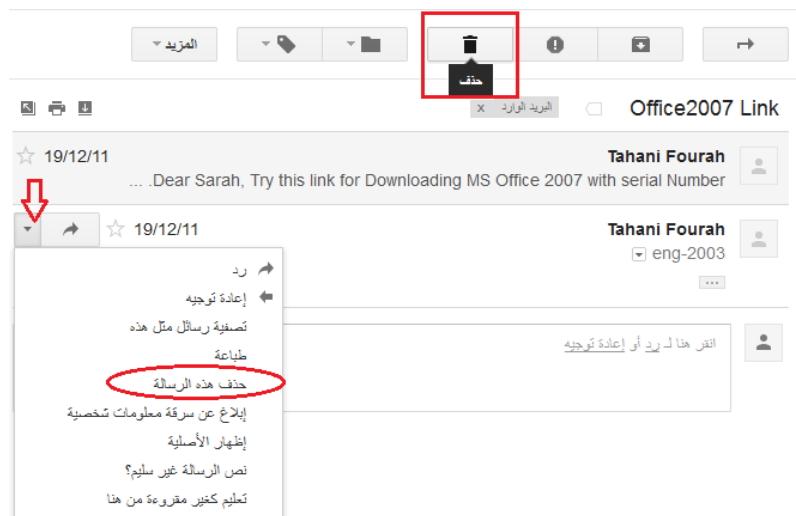 المزيد
حذف
Office2007 Link
البريد الوارد x
Tahani Fourah
19/12/11
Dear Sarah, Try this link for Downloading MS Office 2007 with serial Number. ...
Tahani Fourah
19/12/11
eng-2003
رد
إعادة توجيه
تصفية رسائل مثل هذه
طباعة
حذف هذه الرسالة
إبلاغ عن سرقة معلومات شخصية
إظهار الأصلية
نص الرسالة غير سليم؟
تعليم كغير مقروءة من هنا
انقر هنا لـ رد أو إعادة توجيه